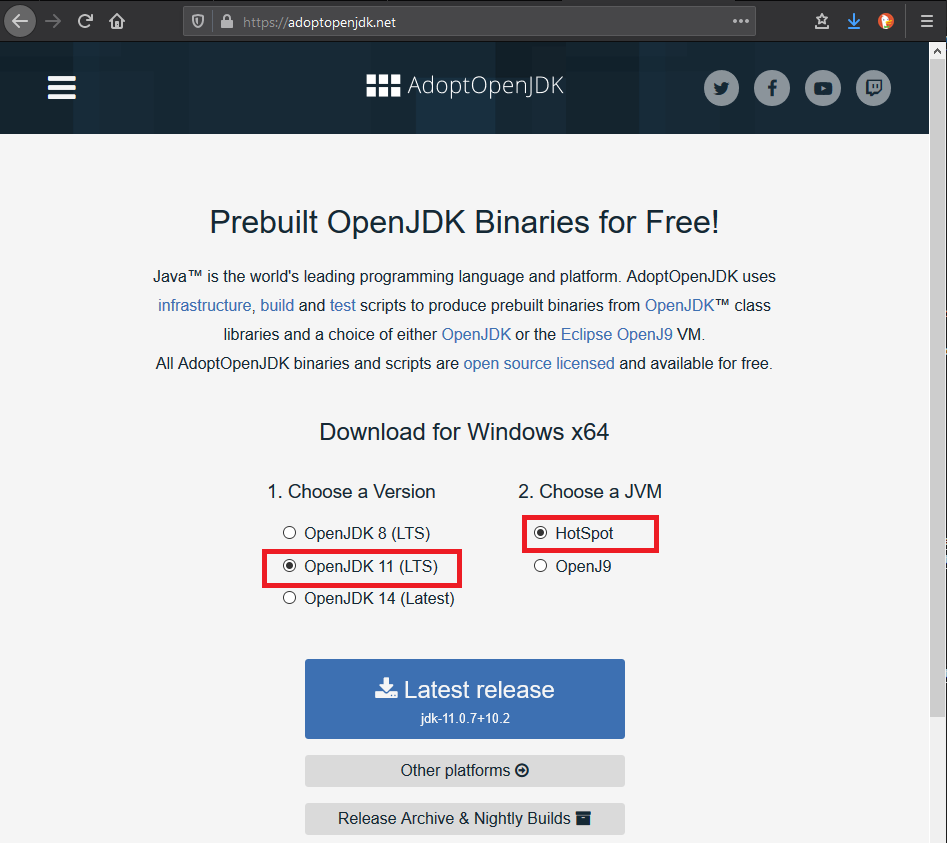 https://adoptopenjdk.net
AdoptOpenJDK
Prebuilt OpenJDK Binaries for Free!
Java™ is the world's leading programming language and platform. AdoptOpenJDK uses
infrastructure, build and test scripts to produce prebuilt binaries from OpenJDK™ class
libraries and a choice of either OpenJDK or the Eclipse OpenJ9 VM.
All AdoptOpenJDK binaries and scripts are open source licensed and available for free.
Download for Windows x64
1. Choose a Version
2. Choose a JVM
OpenJDK 8 (LTS)
HotSpot
OpenJDK 11 (LTS)
OpenJ9
OpenJDK 14 (Latest)
Latest release
jdk-11.0.7+10.2
Other platforms
Release Archive & Nightly Builds